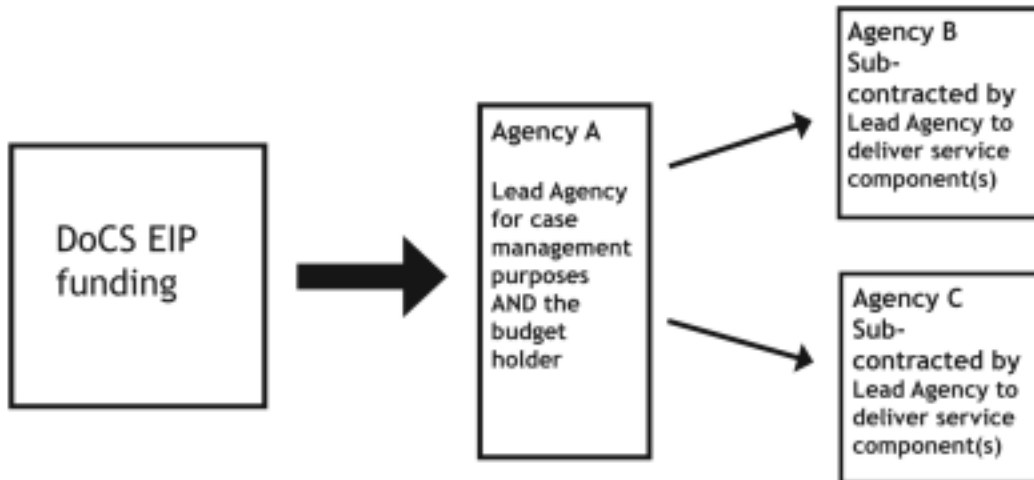 DoCS EIP
funding
Agency A
Lead Agency
for case
management
purposes
AND the
budget
holder
Agency B
Sub-
contracted by
Lead Agency to
deliver service
component(s)
Agency C
Sub-
contracted by
Lead Agency to
deliver service
component(s)